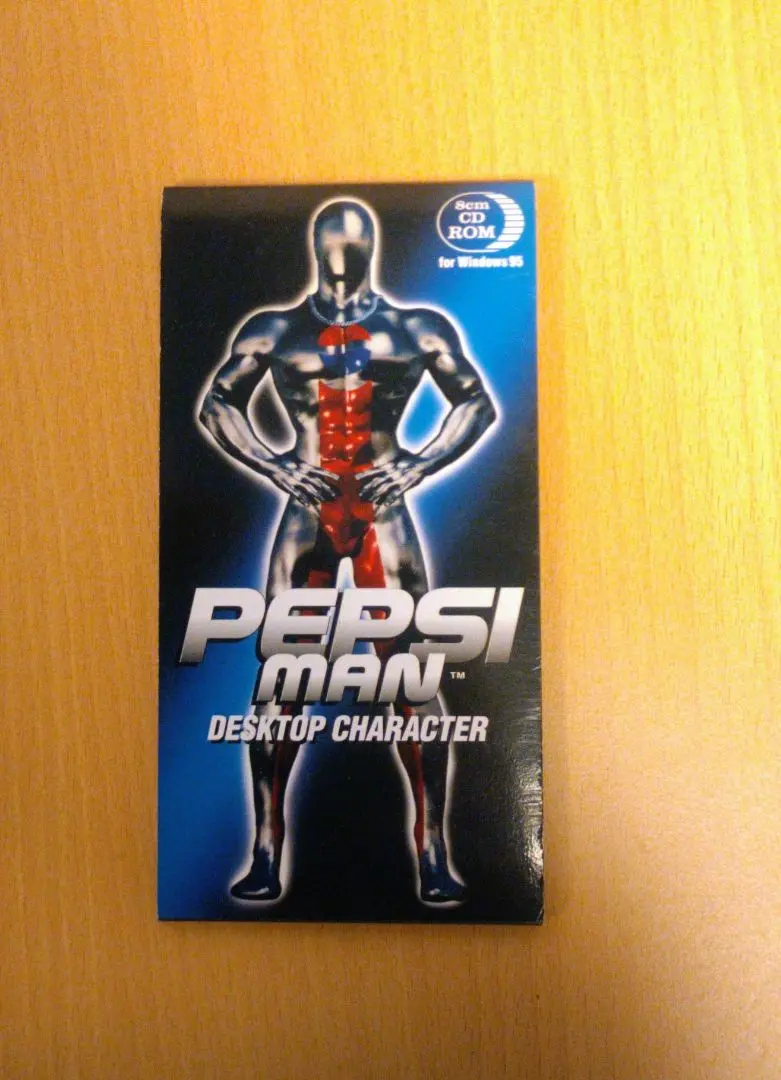 8cm
CD
ROM
for Windows 95
PEPSI
MAN™
DESKTOP CHARACTER